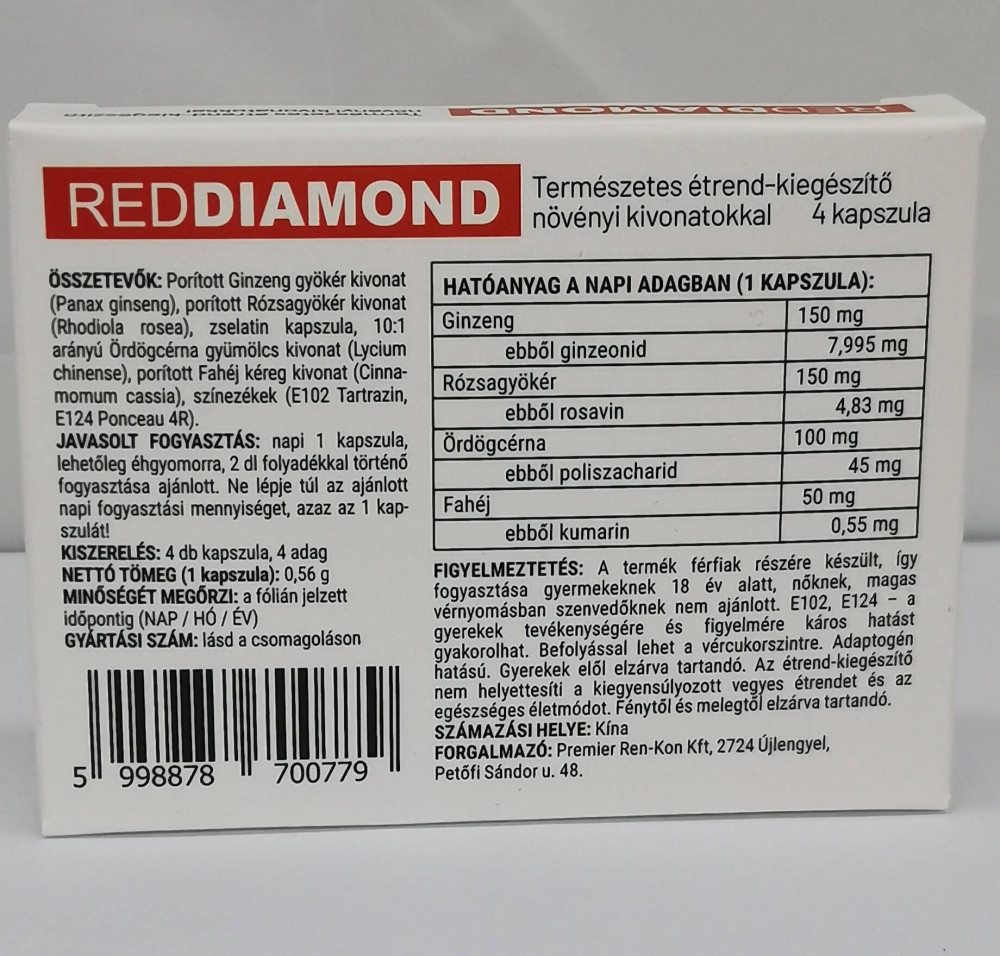 REDDIAMOND
Természetes étrend-kiegészítő
növényi kivonatokkal 4 kapszula
ÖSSZETEVŐK: Porított Ginzeng gyökér kivonat
(Panax ginseng), porított Rózsagyökér kivonat
(Rhodiola rosea), zselatin kapszula, 10:1
arányú Ördögcérna gyümölcs kivonat (Lycium
chinense), porított Fahéj kéreg kivonat (Cinna-
momum cassia), színezékek (E102 Tartrazin,
E124 Ponceau 4R).
JAVASOLT FOGYASZTÁS: napi 1 kapszula,
lehetőleg éhgyomorra, 2 dl folyadékkal történő
fogyasztása ajánlott. Ne lépje túl az ajánlott
napi fogyasztási mennyiséget, azaz az 1 kap-
szulát!
KISZERELÉS: 4 db kapszula, 4 adag
NETTÓ TÖMEG (1 kapszula): 0,56 g
MINŐSÉGÉT MEGŐRZI: a fólián jelzett
időpontig (NAP / HÓ / ÉV)
GYÁRTÁSI SZÁM: lásd a csomagoláson
5 998878 700779
HATÓANYAG A NAPI ADAGBAN (1 KAPSZULA):
Ginzeng 150 mg
ebből ginzeonid 7,995 mg
Rózsagyökér 150 mg
ebből rosavin 4,83 mg
Ördögcérna 100 mg
ebből poliszacharid 45 mg
Fahéj 50 mg
ebből kumarin 0,55 mg
FIGYELMEZTETÉS: A termék férfiak részére készült, így
fogyasztása gyermekeknek 18 év alatt, nőknek, magas
vérnyomásban szenvedőknek nem ajánlott. E102, E124 – a
gyerekek tevékenységére és figyelmére káros hatást
gyakorolhat. Befolyással lehet a vércukorszintre. Adaptogén
hatású. Gyerekek elől elzárva tartandó. Az étrend-kiegészítő
nem helyettesíti a kiegyensúlyozott vegyes étrendet és az
egészséges életmódot. Fénytől és melegtől elzárva tartandó.
SZÁMAZÁSI HELYE: Kína
FORGALMAZÓ: Premier Ren-Kon Kft, 2724 Újlengyel,
Petőfi Sándor u. 48.